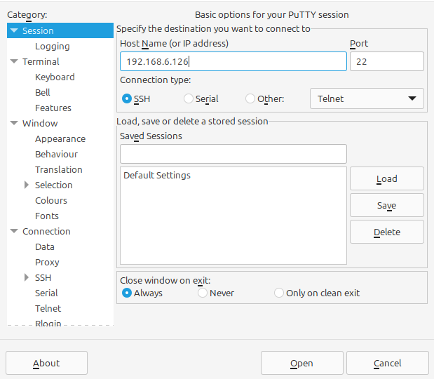 Category:
Session
Logging
Terminal
Keyboard
Bell
Features
Window
Appearance
Behaviour
Translation
Selection
Colours
Fonts
Connection
Data
Proxy
SSH
Serial
Telnet
Rlogin
Basic options for your PuTTY session
Specify the destination you want to connect to
Host Name (or IP address) Port
192.168.6.126 22
Connection type:
SSH Serial Other: Telnet
Load, save or delete a stored session
Saved Sessions
Default Settings
Load
Save
Delete
Close window on exit:
Always Never Only on clean exit
About Open Cancel